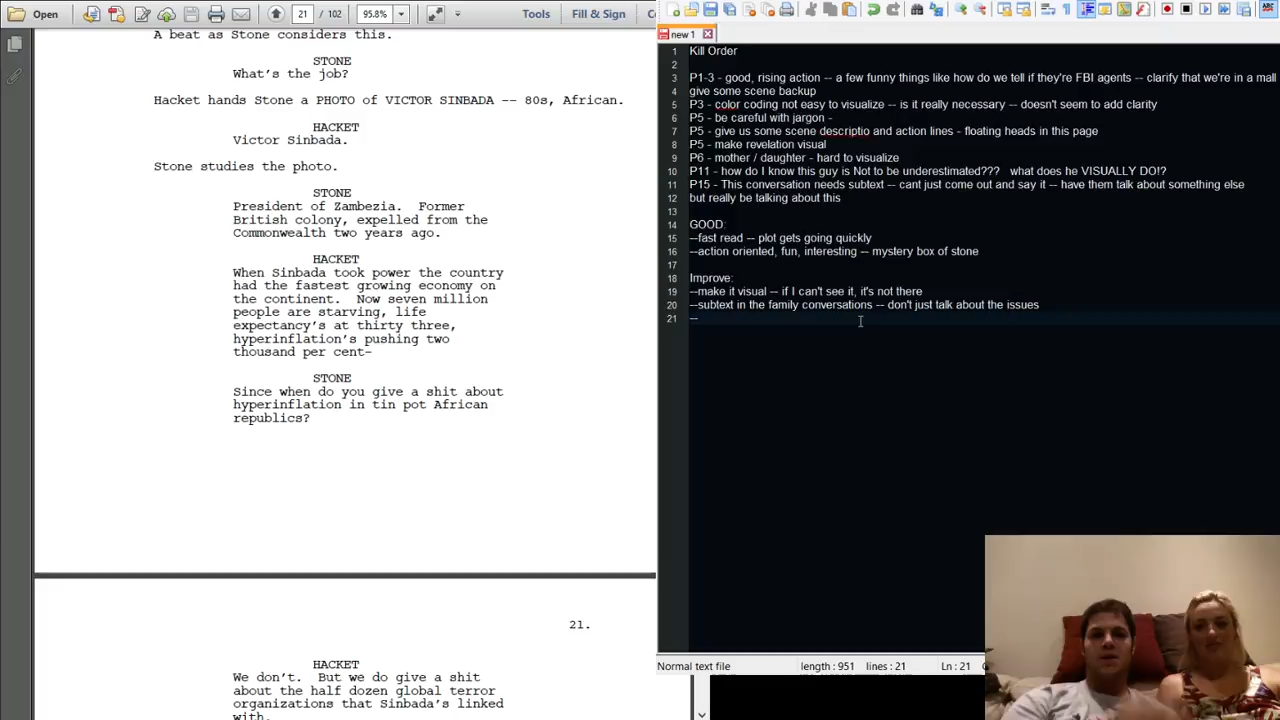 Open
21 / 102
95.8%
Tools
Fill & Sign
A beat as Stone considers this.
STONE
What's the job?
Hacket hands Stone a PHOTO of VICTOR SINBADA -- 80s, African.
HACKET
Victor Sinbada.
Stone studies the photo.
STONE
President of Zambezia. Former
British colony, expelled from the
Commonwealth two years ago.
HACKET
When Sinbada took power the country
had the fastest growing economy on
the continent. Now seven million
people are starving, life
expectancy's at thirty three,
hyperinflation's pushing two
thousand per cent-
STONE
Since when do you give a shit about
hyperinflation in tin pot African
republics?
21.
HACKET
We don't. But we do give a shit
about the half dozen global terror
organizations that Sinbada's linked
with.
new 1
1 Kill Order
2
3 P1-3 - good, rising action -- a few funny things like how do we tell if they're FBI agents -- clarify that we're in a mall
4 give some scene backup
5 P3 - color coding not easy to visualize -- is it really necessary -- doesn't seem to add clarity
6 P5 - be careful with jargon -
7 P5 - give us some scene descriptio and action lines - floating heads in this page
8 P5 - make revelation visual
9 P6 - mother / daughter - hard to visualize
10 P11 - how do I know this guy is Not to be underestimated??? what does he VISUALLY DO!?
11 P15 - This conversation needs subtext -- cant just come out and say it -- have them talk about something else
12 but really be talking about this
13
14 GOOD:
15 --fast read -- plot gets going quickly
16 --action oriented, fun, interesting -- mystery box of stone
17
18 Improve:
19 --make it visual -- if I can't see it, it's not there
20 --subtext in the family conversations -- don't just talk about the issues
21 --
Normal text file
length : 951 lines : 21
Ln : 21